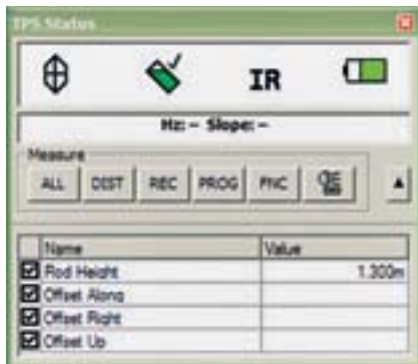 TPS Status
IR
Hz: - Slope: -
Measure
ALL DIST REC PROG FNC
Name Value
Rod Height 1.300m
Offset Along
Offset Right
Offset Up